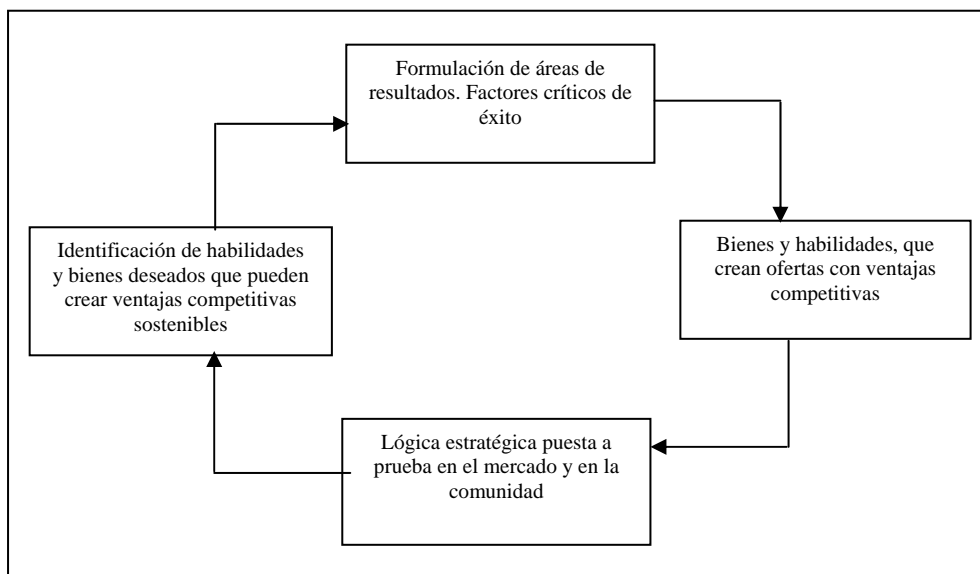 Formulación de áreas de
resultados. Factores críticos de
éxito
Identificación de habilidades
y bienes deseados que pueden
crear ventajas competitivas
sostenibles
Bienes y habilidades, que
crean ofertas con ventajas
competitivas
Lógica estratégica puesta a
prueba en el mercado y en la
comunidad